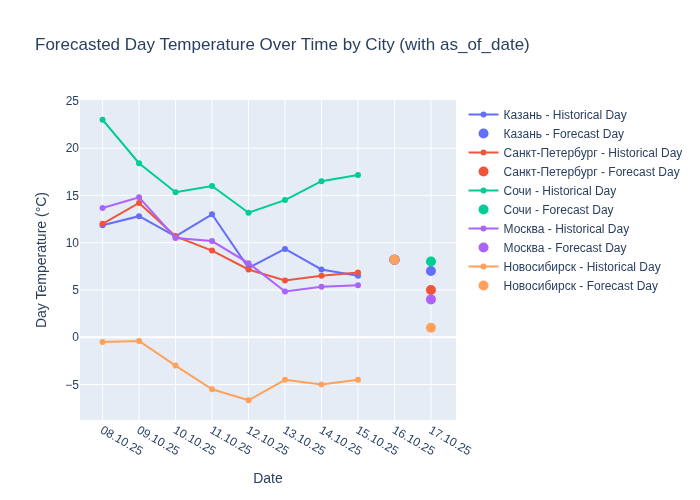 Forecasted Day Temperature Over Time by City (with as_of_date)
25
20
15
10
5
0
−5
Day Temperature (°C)
08.10.25
09.10.25
10.10.25
11.10.25
12.10.25
13.10.25
14.10.25
15.10.25
16.10.25
17.10.25
Date
Казань - Historical Day
Казань - Forecast Day
Санкт-Петербург - Historical Day
Санкт-Петербург - Forecast Day
Сочи - Historical Day
Сочи - Forecast Day
Москва - Historical Day
Москва - Forecast Day
Новосибирск - Historical Day
Новосибирск - Forecast Day